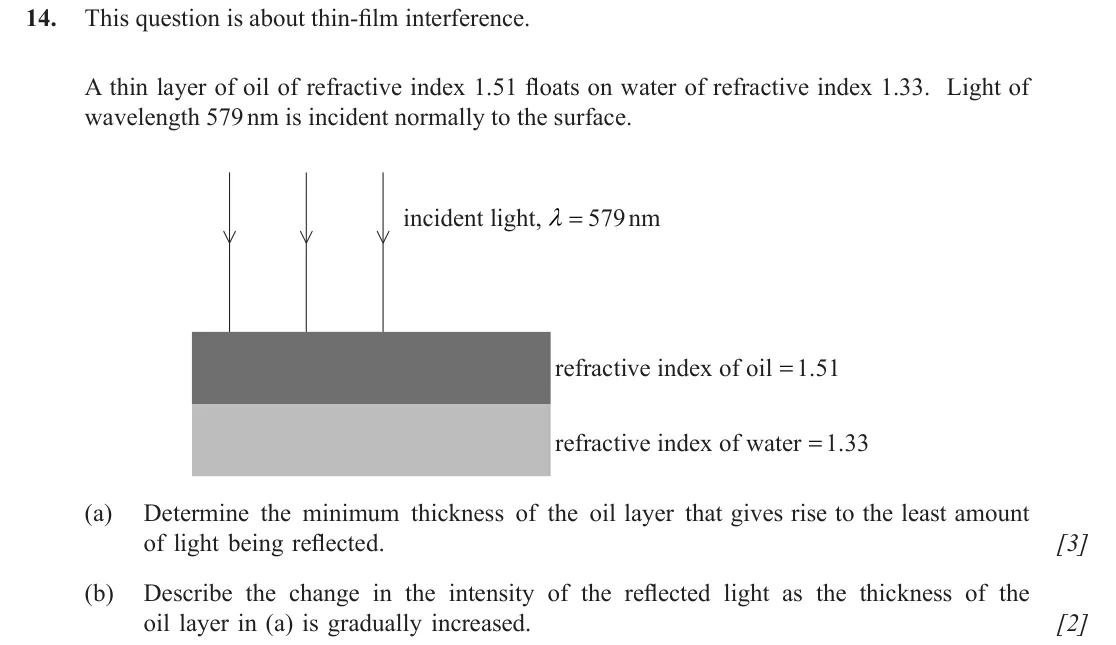 14. This question is about thin-film interference.
A thin layer of oil of refractive index 1.51 floats on water of refractive index 1.33. Light of
wavelength 579 nm is incident normally to the surface.
incident light, λ = 579 nm
refractive index of oil = 1.51
refractive index of water = 1.33
(a) Determine the minimum thickness of the oil layer that gives rise to the least amount
of light being reflected. [3]
(b) Describe the change in the intensity of the reflected light as the thickness of the
oil layer in (a) is gradually increased. [2]